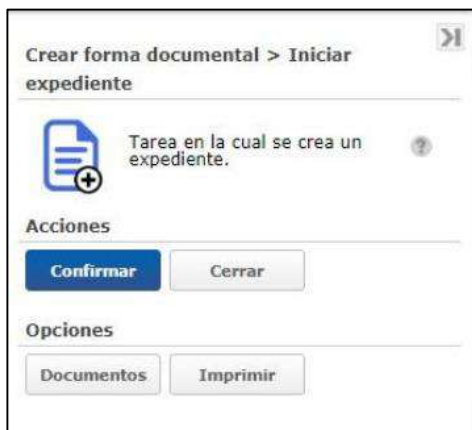 Crear forma documental > Iniciar
expediente
Tarea en la cual se crea un
expediente.
?
Acciones
Confirmar
Cerrar
Opciones
Documentos
Imprimir